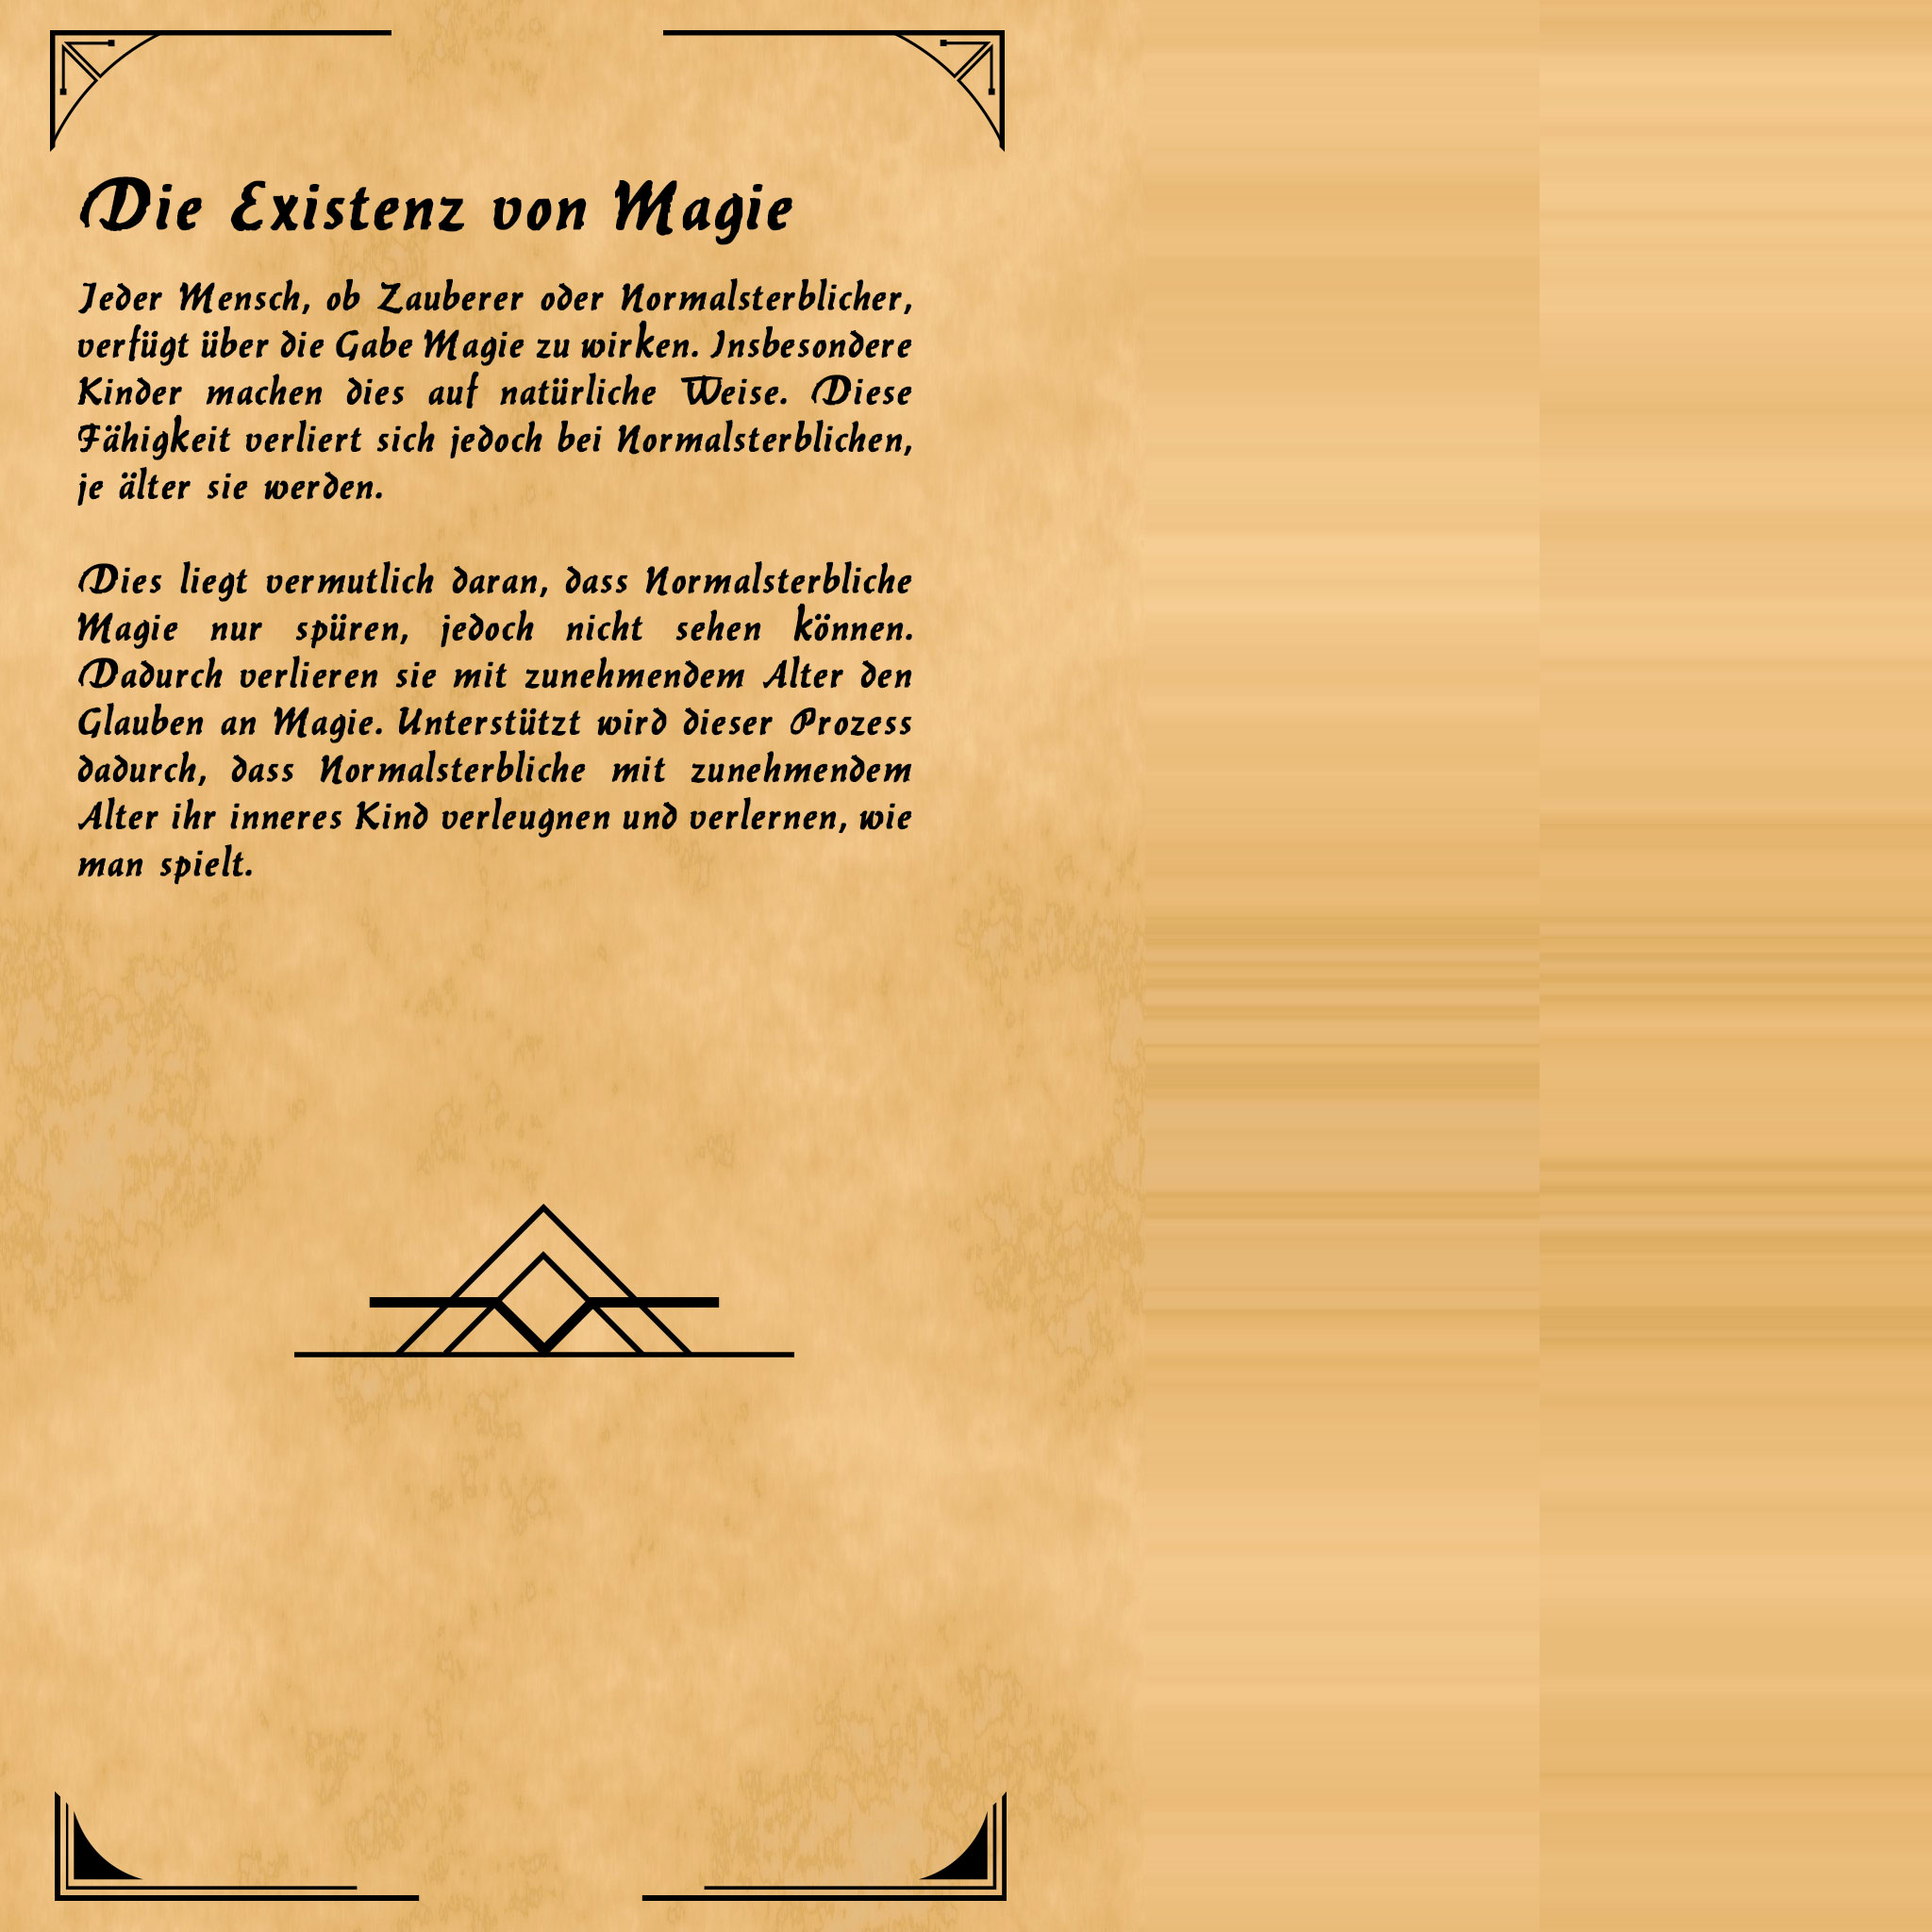 Die Existenz von Magie
Jeder Mensch, ob Zauberer oder Normalsterblicher,
verfügt über die Gabe Magie zu wirken. Insbesondere
Kinder machen dies auf natürliche Weise. Diese
Fähigkeit verliert sich jedoch bei Normalsterblichen,
je älter sie werden.
Dies liegt vermutlich daran, dass Normalsterbliche
Magie nur spüren, jedoch nicht sehen können.
Dadurch verlieren sie mit zunehmendem Alter den
Glauben an Magie. Unterstützt wird dieser Prozess
dadurch, dass Normalsterbliche mit zunehmendem
Alter ihr inneres Kind verleugnen und verlernen, wie
man spielt.